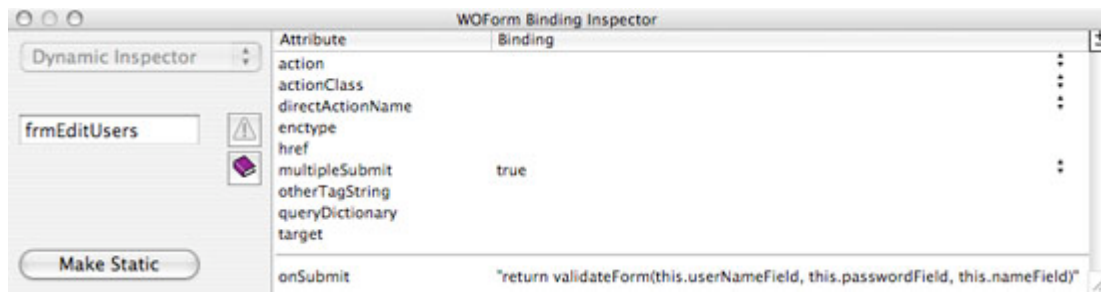 WOForm Binding Inspector
Dynamic Inspector
frmEditUsers
Make Static
Attribute Binding
action
actionClass
directActionName
enctype
href
multipleSubmit true
otherTagString
queryDictionary
target
onSubmit "return validateForm(this.userNameField, this.passwordField, this.nameField)"